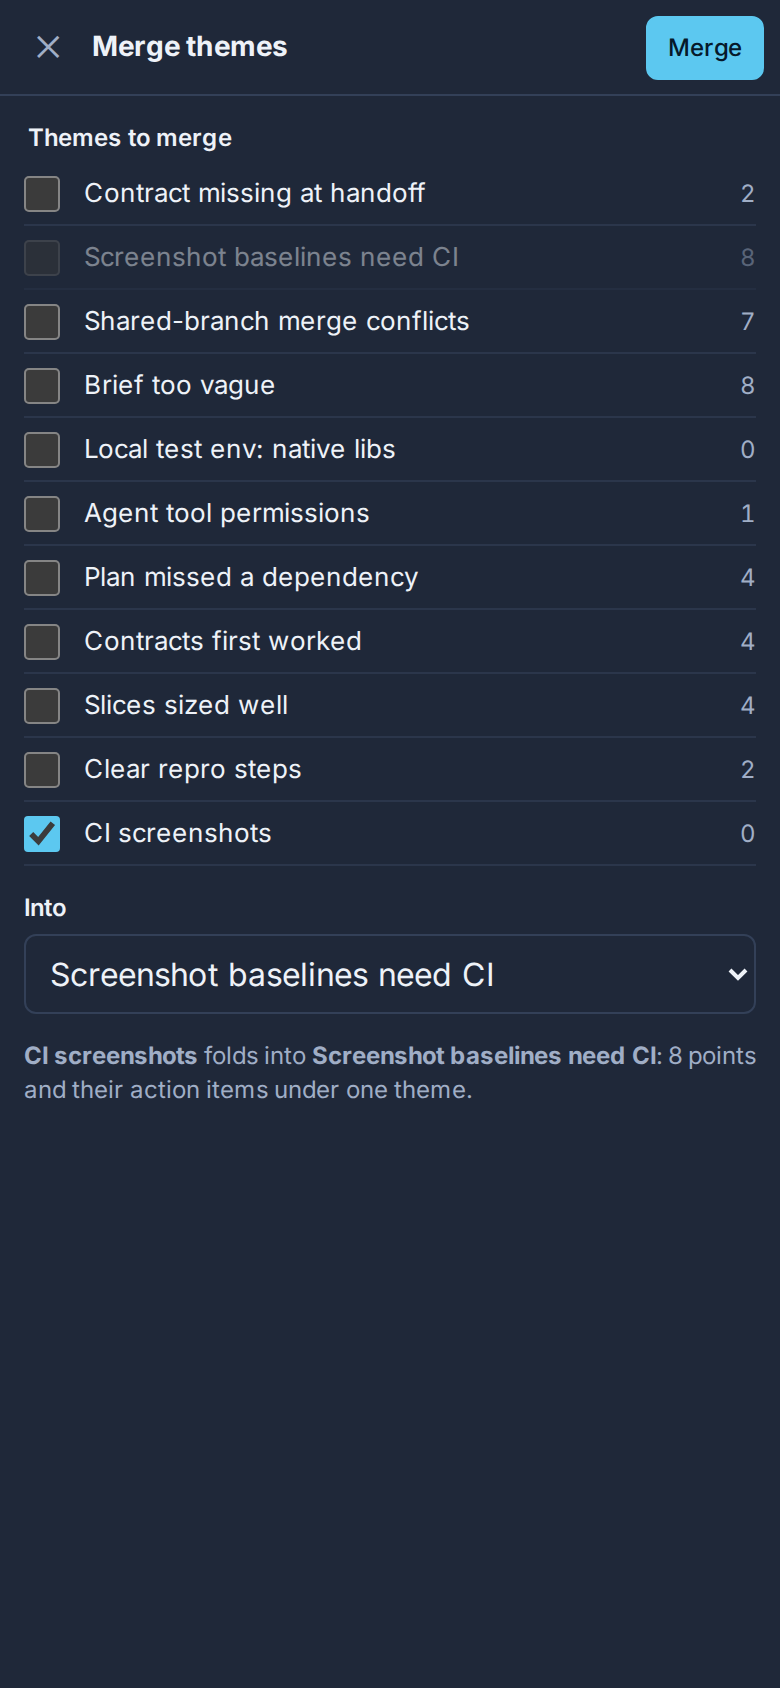 Merge themes
Merge
Themes to merge
Contract missing at handoff 2
Screenshot baselines need CI 8
Shared-branch merge conflicts 7
Brief too vague 8
Local test env: native libs 0
Agent tool permissions 1
Plan missed a dependency 4
Contracts first worked 4
Slices sized well 4
Clear repro steps 2
CI screenshots 0
Into
Screenshot baselines need CI
CI screenshots folds into Screenshot baselines need CI: 8 points
and their action items under one theme.